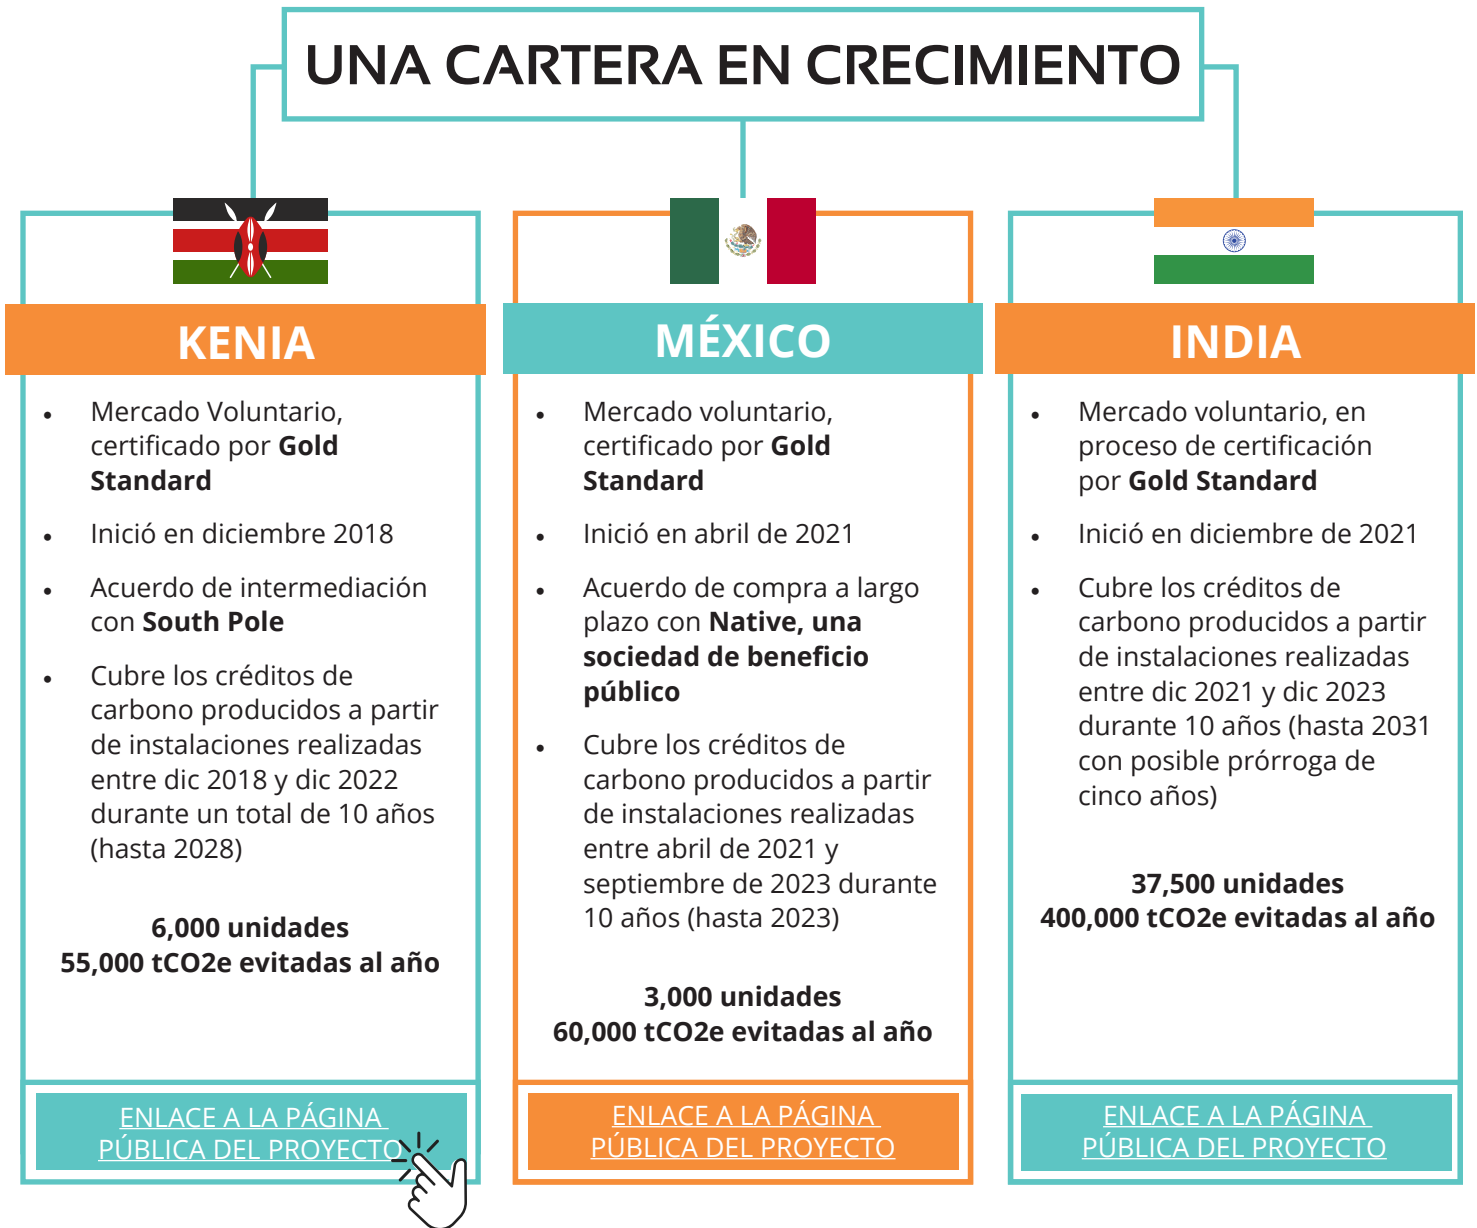 UNA CARTERA EN CRECIMIENTO
KENIA
• Mercado Voluntario,
certificado por Gold
Standard
• Inició en diciembre 2018
• Acuerdo de intermediación
con South Pole
• Cubre los créditos de
carbono producidos a partir
de instalaciones realizadas
entre dic 2018 y dic 2022
durante un total de 10 años
(hasta 2028)
6,000 unidades
55,000 tCO2e evitadas al año
ENLACE A LA PÁGINA
PÚBLICA DEL PROYECTO
MÉXICO
• Mercado voluntario,
certificado por Gold
Standard
• Inició en abril de 2021
• Acuerdo de compra a largo
plazo con Native, una
sociedad de beneficio
público
• Cubre los créditos de
carbono producidos a partir
de instalaciones realizadas
entre abril de 2021 y
septiembre de 2023 durante
10 años (hasta 2023)
3,000 unidades
60,000 tCO2e evitadas al año
ENLACE A LA PÁGINA
PÚBLICA DEL PROYECTO
INDIA
• Mercado voluntario, en
proceso de certificación
por Gold Standard
• Inició en diciembre de 2021
• Cubre los créditos de
carbono producidos a partir
de instalaciones realizadas
entre dic 2021 y dic 2023
durante 10 años (hasta 2031
con posible prórroga de
cinco años)
37,500 unidades
400,000 tCO2e evitadas al año
ENLACE A LA PÁGINA
PÚBLICA DEL PROYECTO